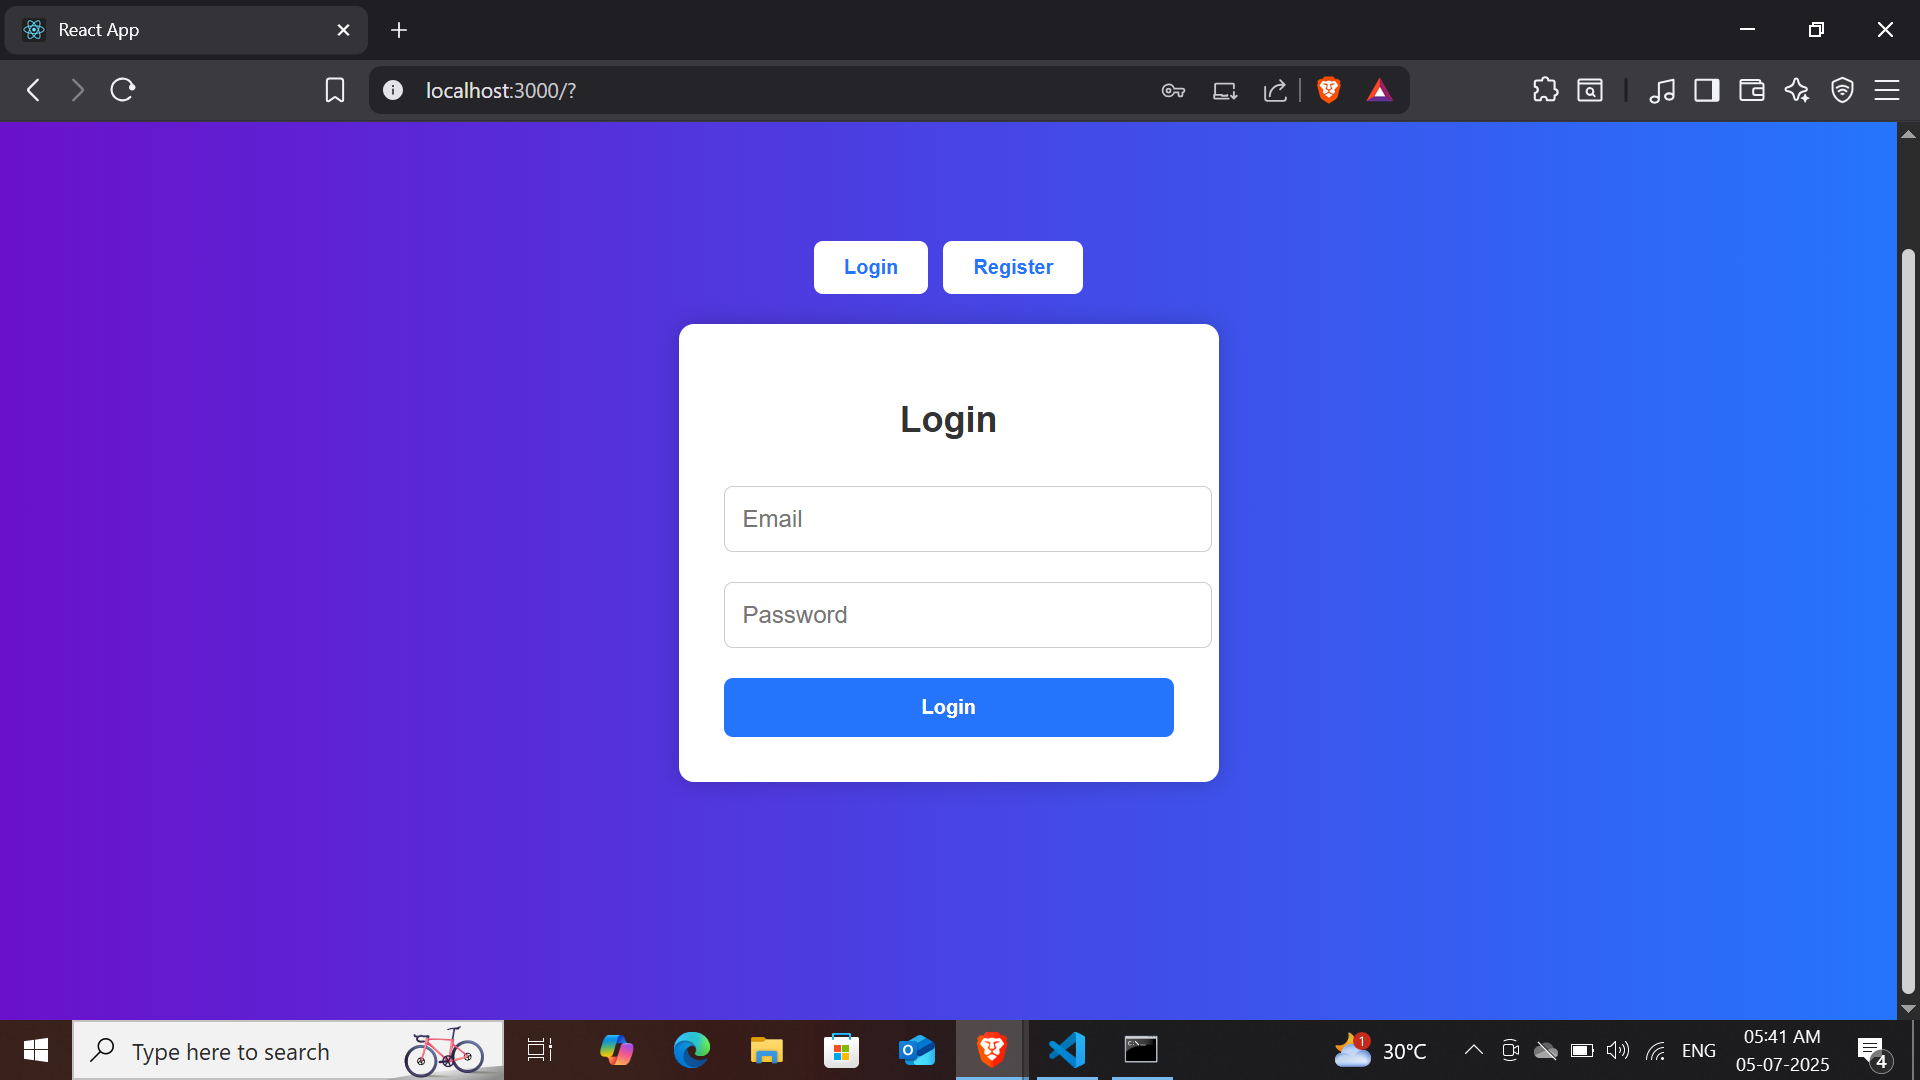 React App
localhost:3000/?
Login
Register
Login
Email
Password
Login
Type here to search
1
30°C
ENG
05:41 AM
05-07-2025
4